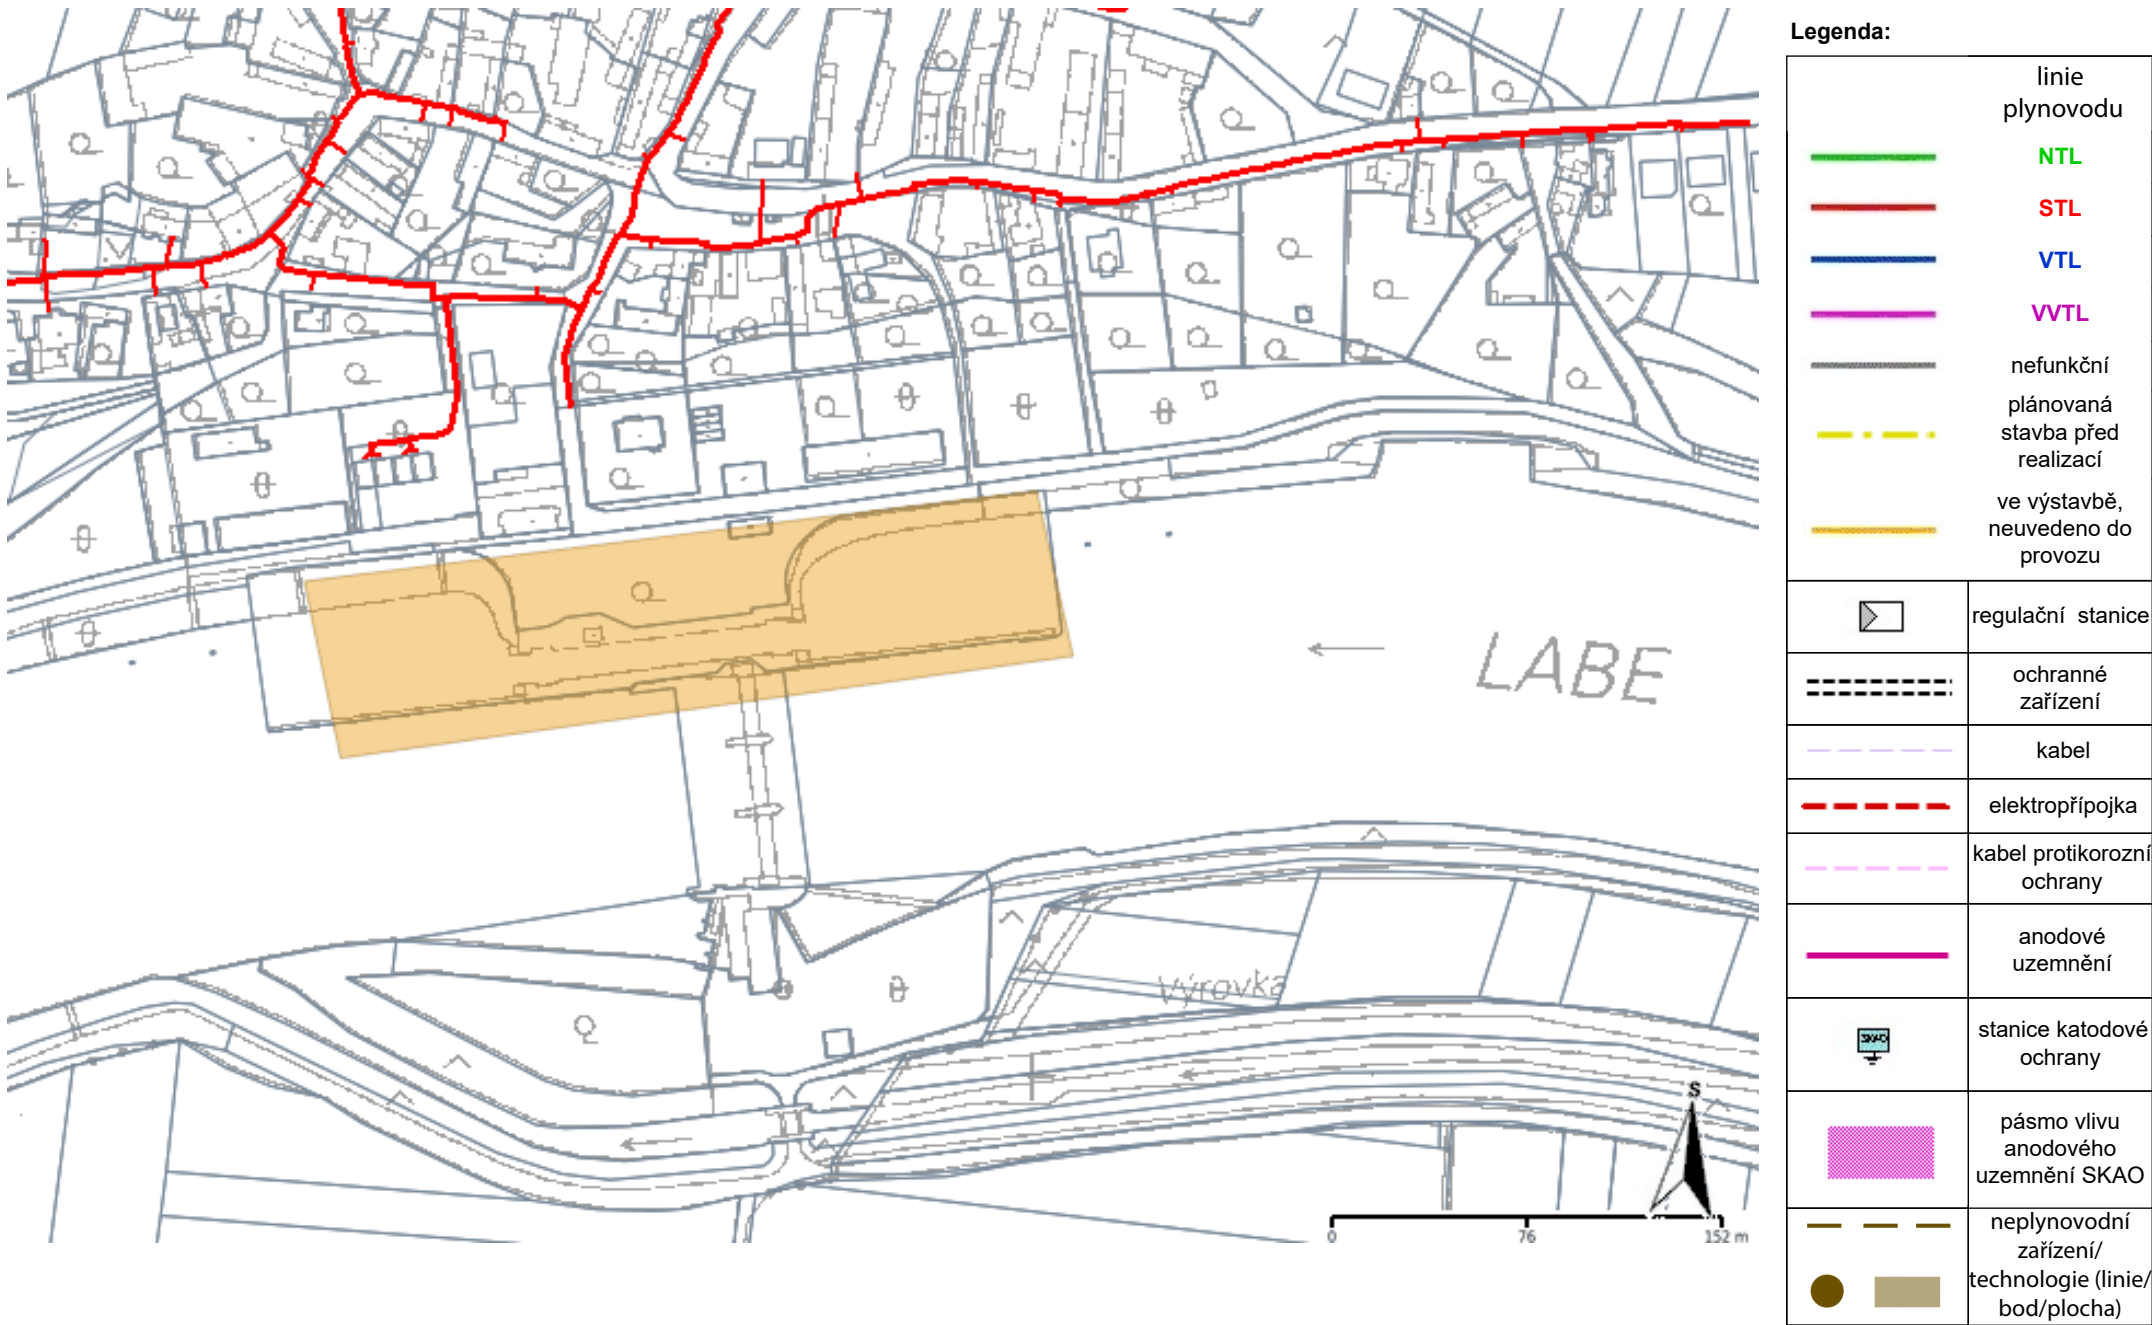 Legenda:
linie
plynovodu
NTL
STL
VTL
VVTL
nefunkční
plánovaná
stavba před
realizací
ve výstavbě,
neuvedeno do
provozu
regulační stanice
ochranné
zařízení
kabel
elektropřípojka
kabel protikorozní
ochrany
anodové
uzemnění
SKAO
stanice katodové
ochrany
pásmo vlivu
anodového
uzemnění SKAO
neplynovodní
zařízení/
technologie (linie/
bod/plocha)
LABE
Výrovka
S
0 76 152 m